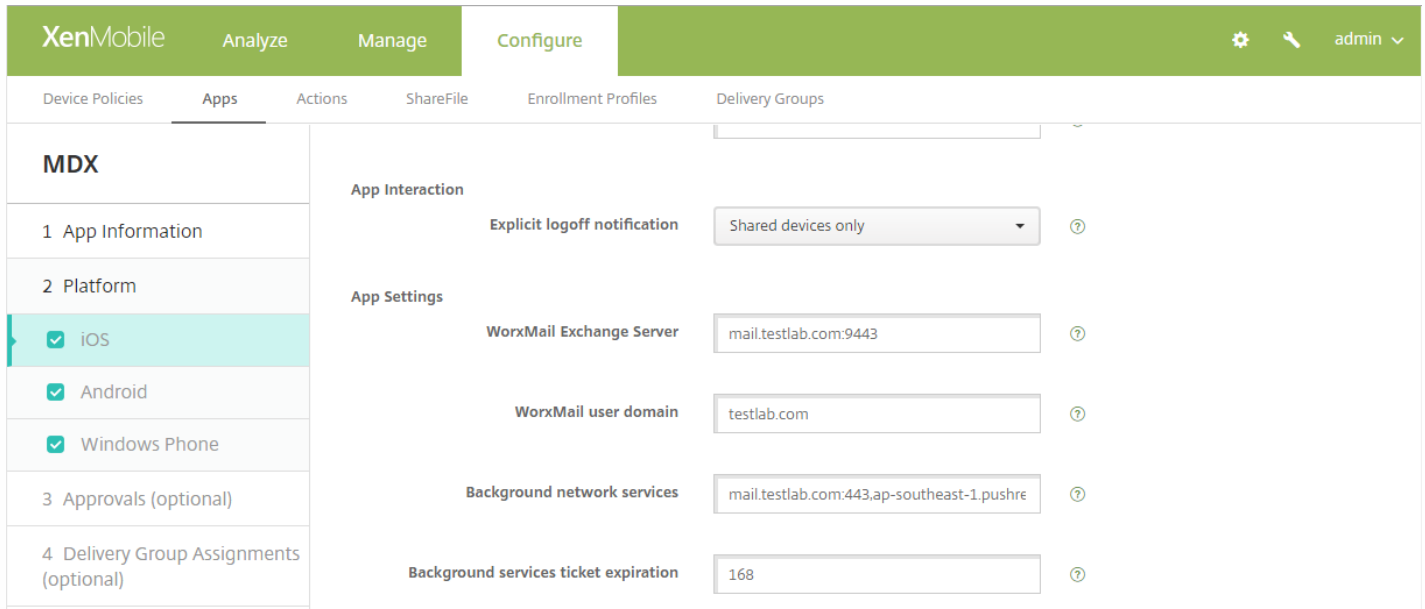 XenMobile Analyze Manage Configure admin
Device Policies Apps Actions ShareFile Enrollment Profiles Delivery Groups
MDX
1 App Information
2 Platform
iOS
Android
Windows Phone
3 Approvals (optional)
4 Delivery Group Assignments
(optional)
App Interaction
Explicit logoff notification Shared devices only ?
App Settings
WorxMail Exchange Server mail.testlab.com:9443 ?
WorxMail user domain testlab.com ?
Background network services mail.testlab.com:443,ap-southeast-1.pushre ?
Background services ticket expiration 168 ?